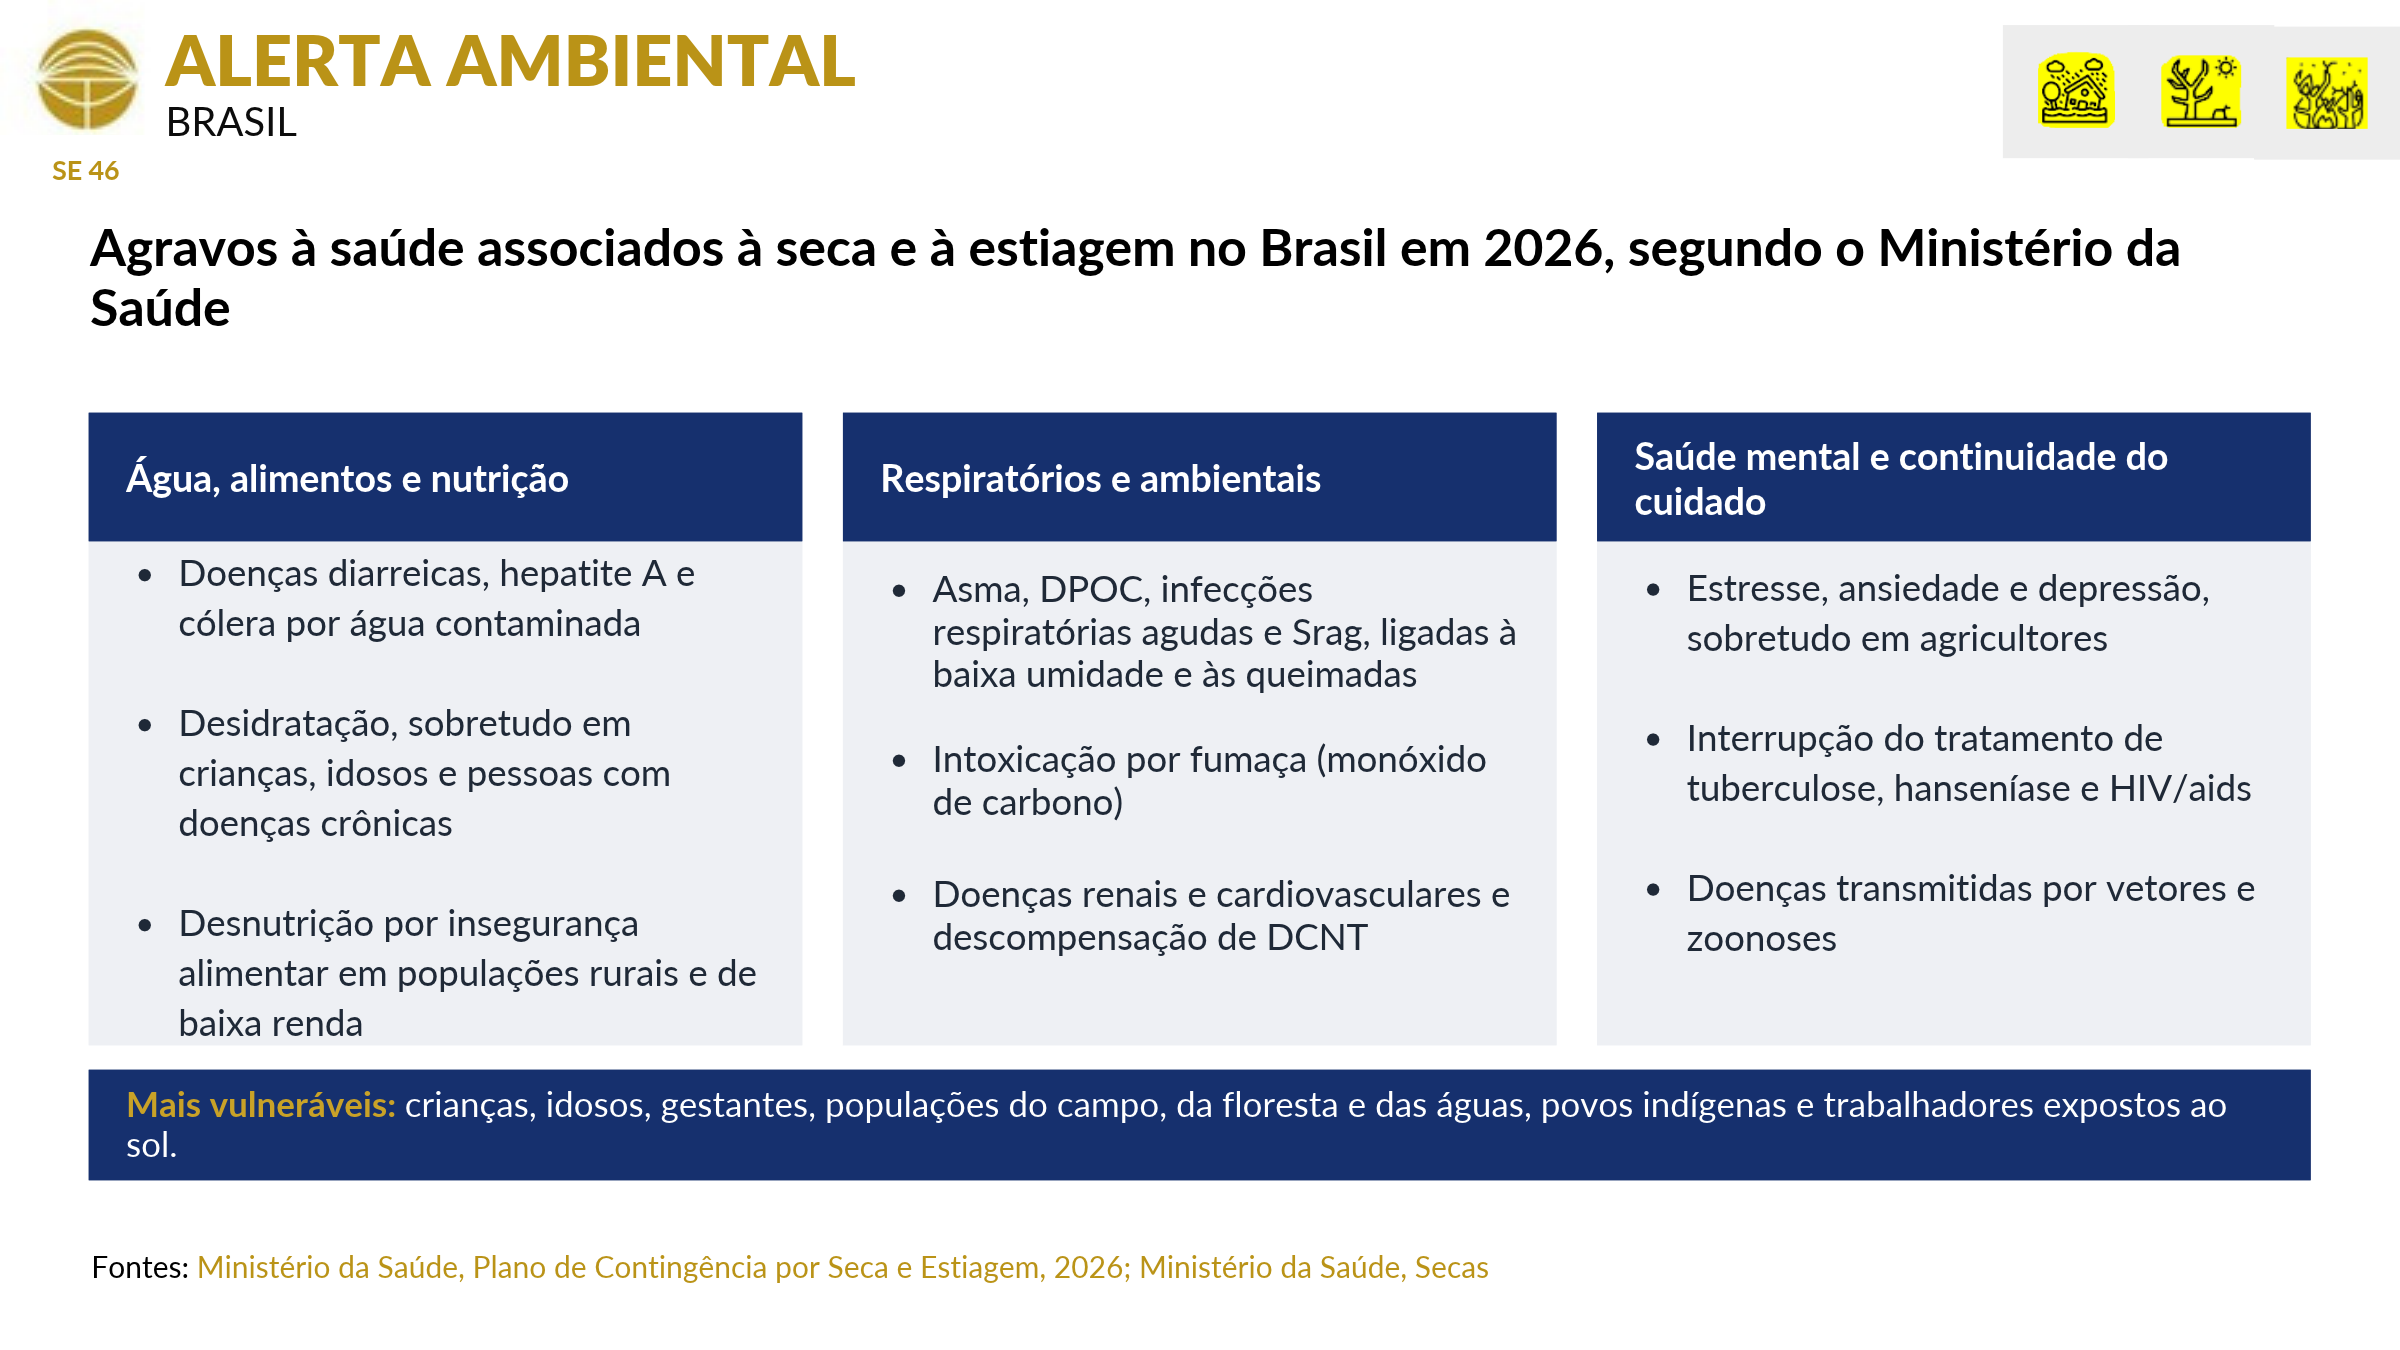 ALERTA AMBIENTAL
BRASIL
SE 46
Agravos à saúde associados à seca e à estiagem no Brasil em 2026, segundo o Ministério da
Saúde
Água, alimentos e nutrição
• Doenças diarreicas, hepatite A e
cólera por água contaminada
• Desidratação, sobretudo em
crianças, idosos e pessoas com
doenças crônicas
• Desnutrição por insegurança
alimentar em populações rurais e de
baixa renda
Respiratórios e ambientais
• Asma, DPOC, infecções
respiratórias agudas e Srag, ligadas à
baixa umidade e às queimadas
• Intoxicação por fumaça (monóxido
de carbono)
• Doenças renais e cardiovasculares e
descompensação de DCNT
Saúde mental e continuidade do
cuidado
• Estresse, ansiedade e depressão,
sobretudo em agricultores
• Interrupção do tratamento de
tuberculose, hanseníase e HIV/aids
• Doenças transmitidas por vetores e
zoonoses
Mais vulneráveis: crianças, idosos, gestantes, populações do campo, da floresta e das águas, povos indígenas e trabalhadores expostos ao
sol.
Fontes: Ministério da Saúde, Plano de Contingência por Seca e Estiagem, 2026; Ministério da Saúde, Secas